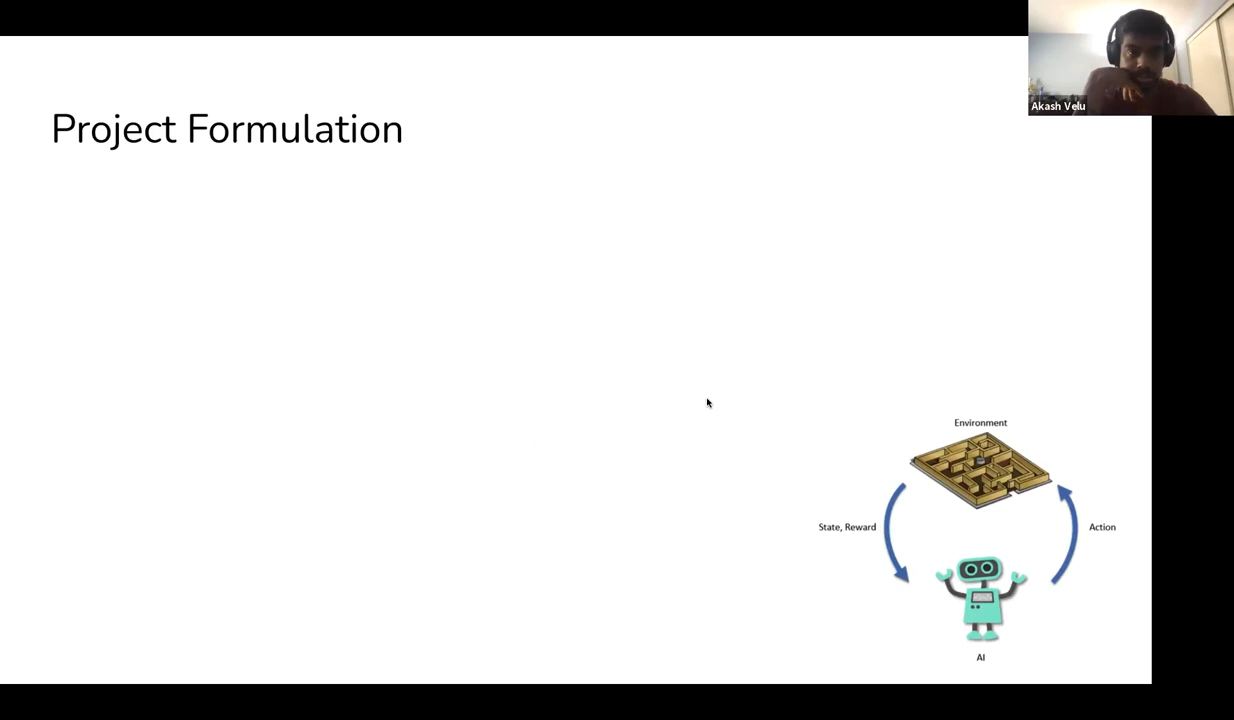 Akash Velu
Project Formulation
Environment
State, Reward
Action
AI